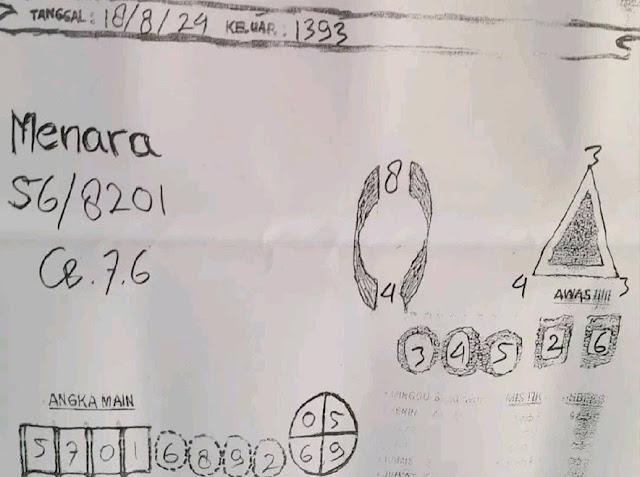 TANGGAL : 18/8/24 KELUAR : 1393
Menara
56/8201
CB.7.6
8
4
3
4 3
AWAS !!!!!
3 4 5 2 6
ANGKA MAIN
5 7 0 1 6 8 9 2
0 5
6 9